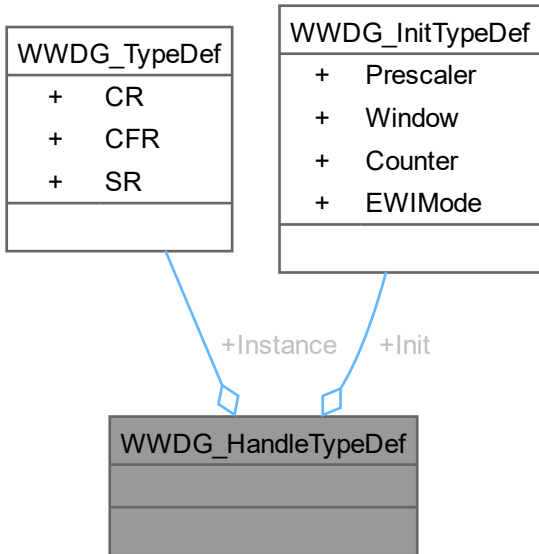 WWDG_TypeDef
+ CR
+ CFR
+ SR
WWDG_InitTypeDef
+ Prescaler
+ Window
+ Counter
+ EWIMode
+Instance
+Init
WWDG_HandleTypeDef